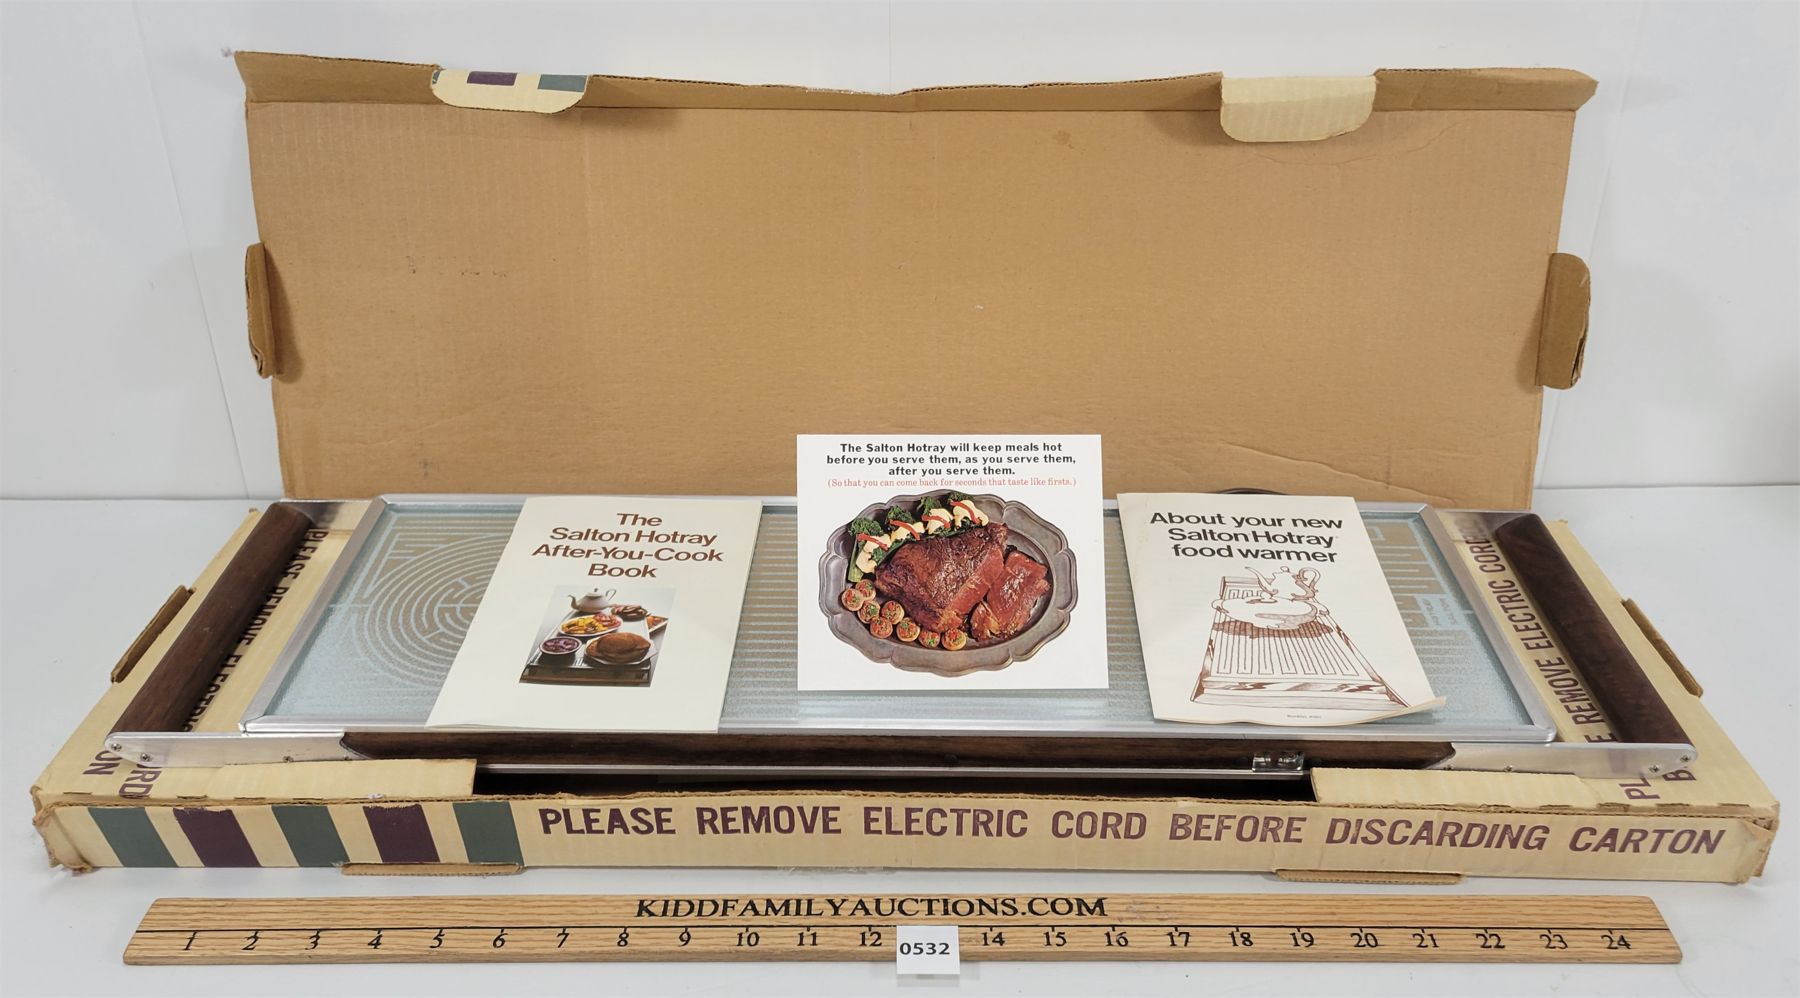 The Salton Hotray will keep meals hot
before you serve them, as you serve them,
after you serve them.
(So that you can come back for seconds that taste like firsts.)
The
Salton Hotray
After-You-Cook
Book
About your new
Salton Hotray
food warmer
PLEASE REMOVE ELECTRIC
REMOVE ELECTRIC CORD
PLEASE REMOVE ELECTRIC CORD BEFORE DISCARDING CARTON
KIDDFAMILYAUCTIONS.COM
1 2 3 4 5 6 7 8 9 10 11 12 14 15 16 17 18 19 20 21 22 23 24
0532